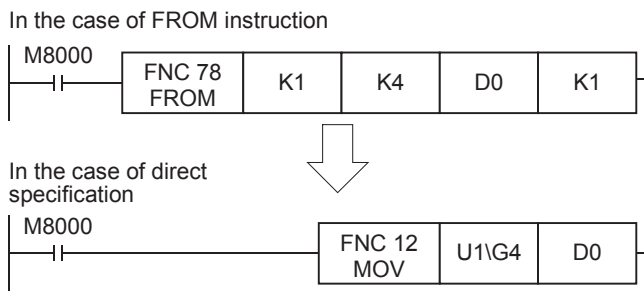 In the case of FROM instruction
M8000
FNC 78
FROM
K1
K4
D0
K1
In the case of direct
specification
M8000
FNC 12
MOV
U1\G4
D0